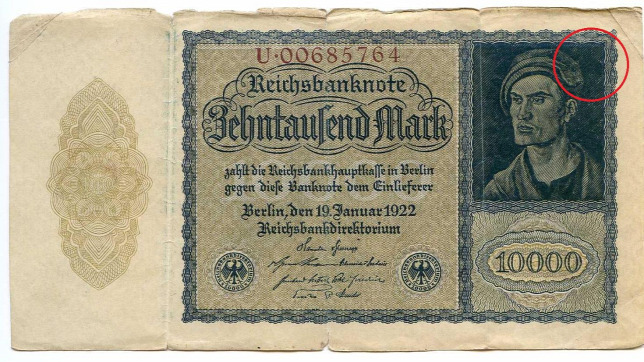 U·00685764
Reichsbanknote
Zehntausend Mark
zahlt die Reichsbankhauptkasse in Berlin
gegen diese Banknote dem Einlieferer
Berlin, den 19. Januar 1922
Reichsbankdirektorium
10000